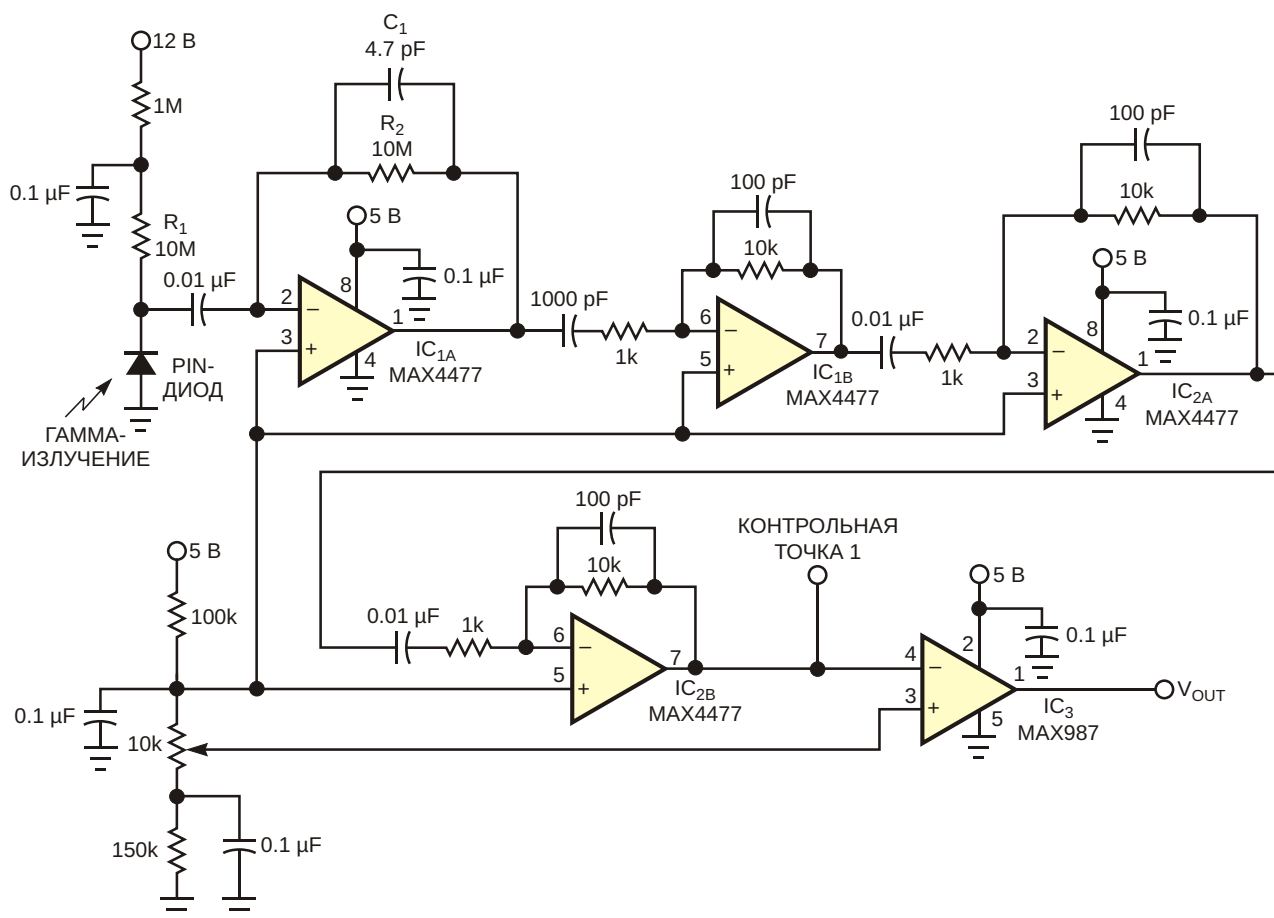 12 В
1M
0.1 µF
R1
10M
0.01 µF
PIN-
ДИОД
ГАММА-
ИЗЛУЧЕНИЕ
C1
4.7 pF
R2
10M
5 В
0.1 µF
2
3
8
1
4
−
+
IC1A
MAX4477
1000 pF
1k
100 pF
10k
6
5
7
−
+
IC1B
MAX4477
0.01 µF
1k
100 pF
10k
5 В
0.1 µF
2
3
8
1
4
−
+
IC2A
MAX4477
5 В
100k
0.1 µF
10k
150k
0.1 µF
0.01 µF
1k
100 pF
10k
6
5
7
−
+
IC2B
MAX4477
КОНТРОЛЬНАЯ
ТОЧКА 1
5 В
0.1 µF
4
3
2
1
5
−
+
IC3
MAX987
VOUT